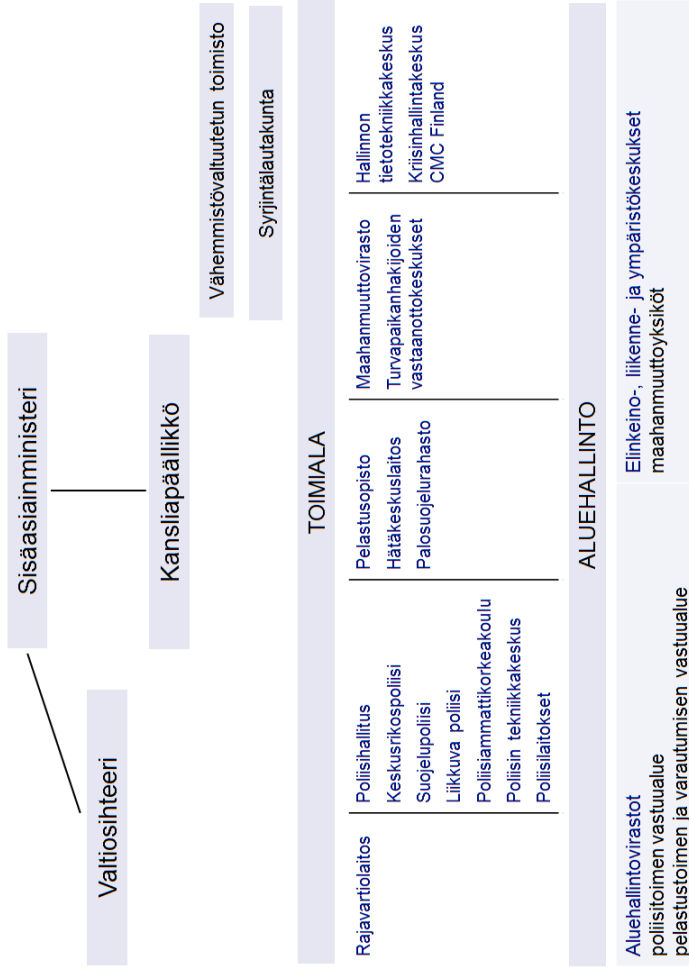 Sisäasiainministeri
Valtiosihteeri
Kansliapäällikkö
Vähemmistövaltuutetun toimisto
Syrjintälautakunta
TOIMIALA
Rajavartiolaitos
Poliisihallitus
Keskusrikospoliisi
Suojelupoliisi
Liikkuva poliisi
Poliisiammattikorkeakoulu
Poliisin tekniikkakeskus
Poliisilaitokset
Pelastusopisto
Hätäkeskuslaitos
Palosuojelurahasto
Maahanmuuttovirasto
Turvapaikanhakijoiden
vastaanottokeskukset
Hallinnon
tietotekniikkakeskus
Kriisinhallintakeskus
CMC Finland
ALUEHALLINTO
Aluehallintovirastot
poliisitoimen vastuualue
pelastustoimen ja varautumisen vastuualue
Elinkeino-, liikenne- ja ympäristökeskukset
maahanmuuttoyksiköt